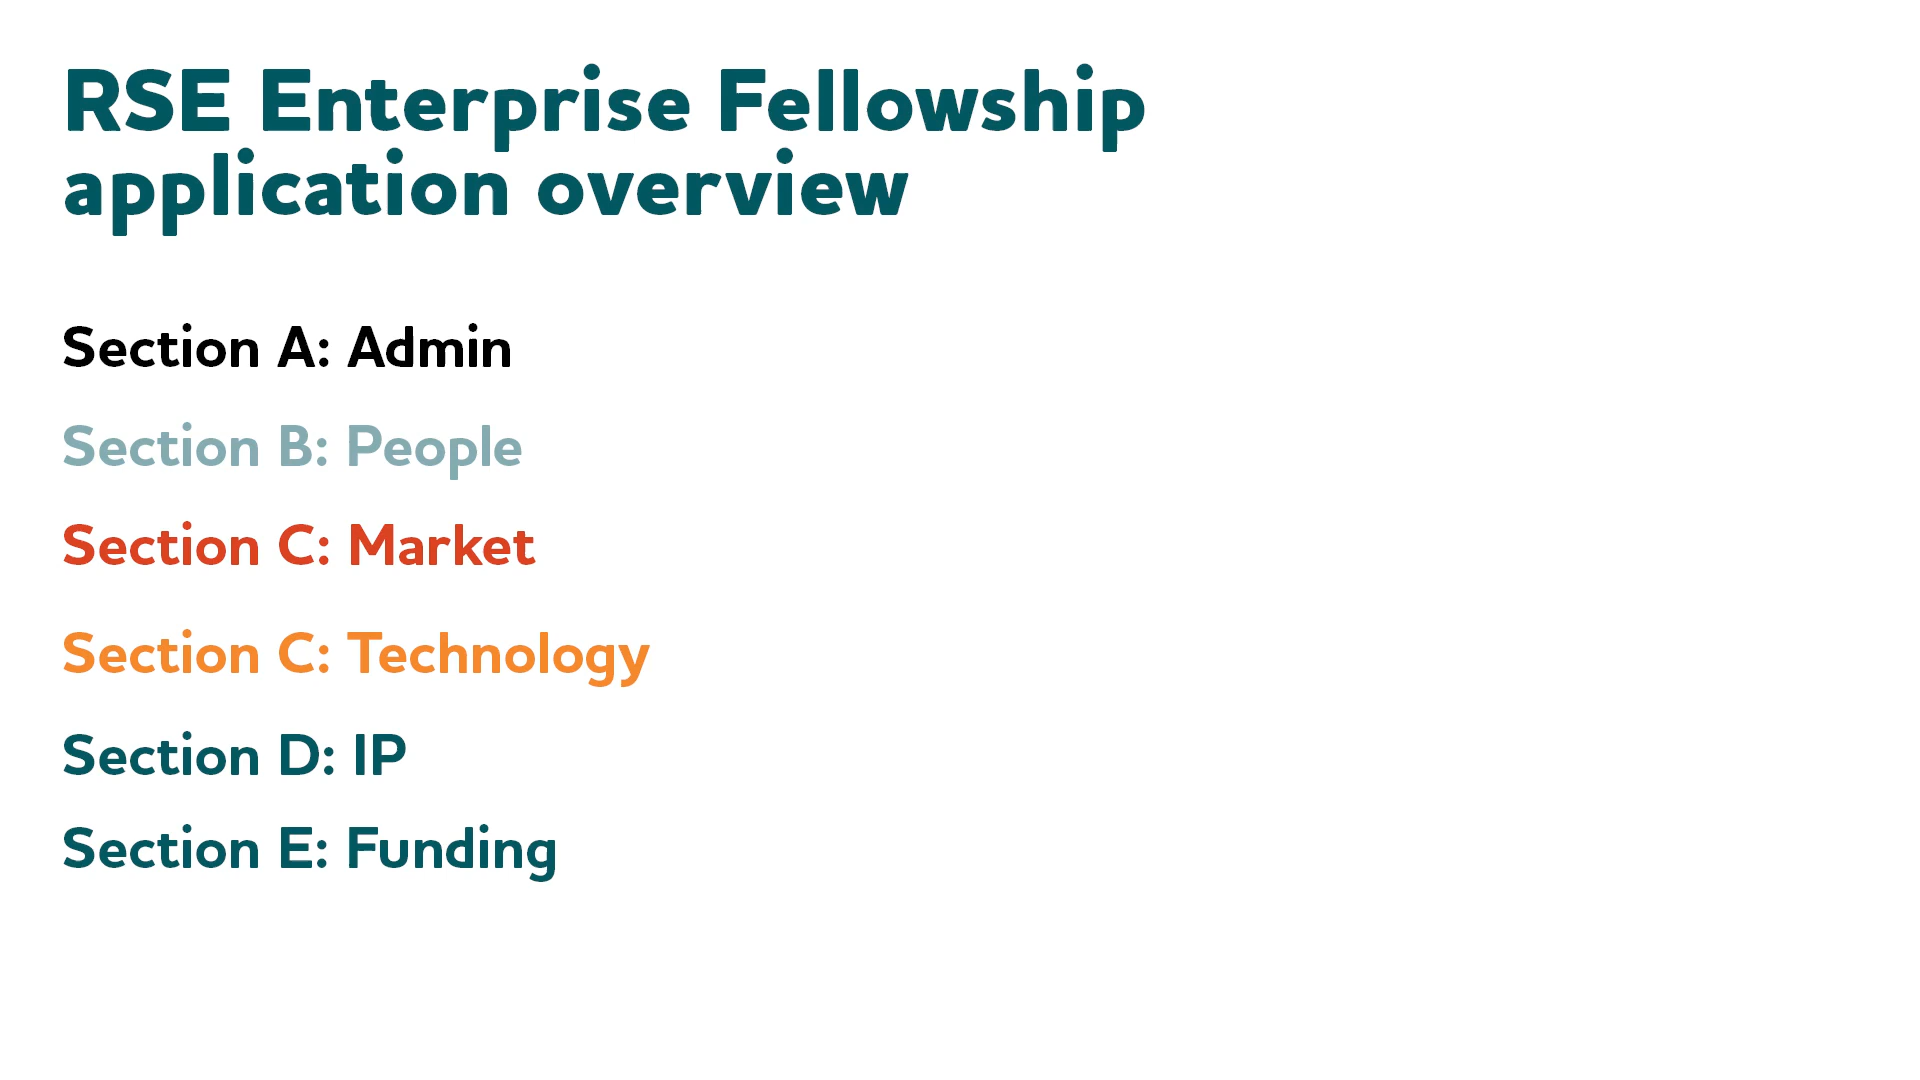 RSE Enterprise Fellowship
application overview
Section A: Admin
Section B: People
Section C: Market
Section C: Technology
Section D: IP
Section E: Funding